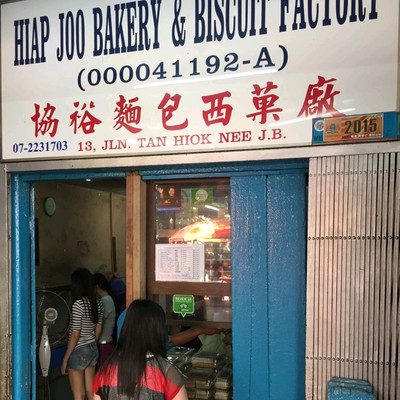 HIAP JOO BAKERY & BISCUIT FACTORY
(000041192-A)
協裕麵包西菓廠
07-2231703 13, JLN. TAN HIOK NEE J.B.
2015